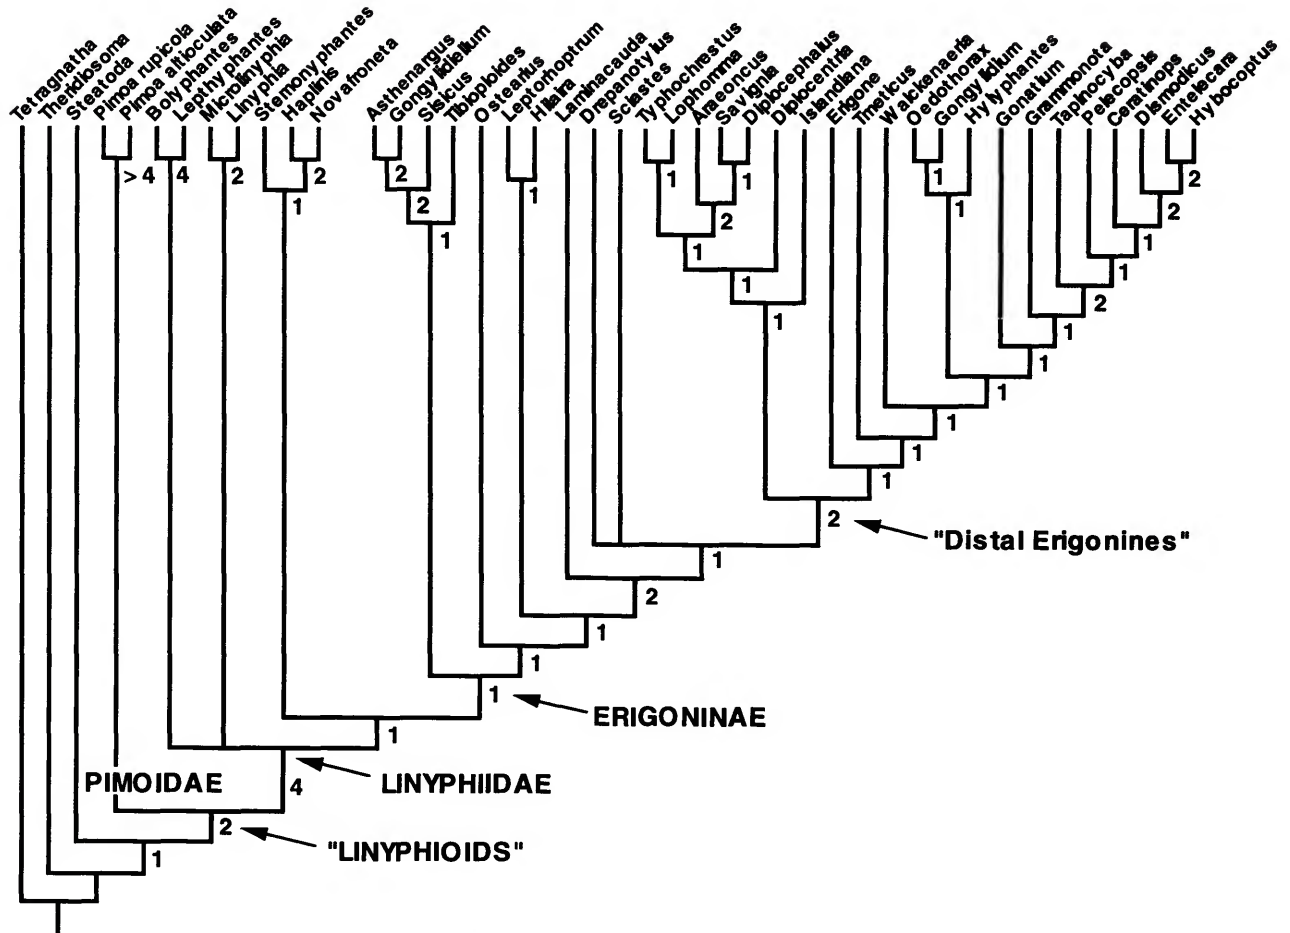 Tetragnatha
Theridiosoma
Steatoda
Pimoa rupicola
Pimoa altioculata
Bolyphantes
Lepthyphantes
Microlinyphia
Linyphia
Stemonyphantes
Haplinis
Novafroneta
Asthenargus
Gongylidiellum
Sisicus
Tibioploides
Ostearius
Leptorhoptrum
Hilaira
Laminacauda
Drepanotylus
Sciastes
Typhochrestus
Lophomma
Araeoncus
Savignia
Diplocephalus
Diplocentria
Islandiana
Erigone
Tmeticus
Walckenaeria
Oedothorax
Gongylidium
Hylyphantes
Gonatium
Grammonota
Tapinocyba
Pelecopsis
Ceratinops
Dismodicus
Entelecara
Hybocoptus
> 4
4
2
2
1
2
2
1
1
1
1
2
1
1
1
1
1
2
2
1
1
2
1
1
1
1
1
1
2
"Distal Erigonines"
1
2
1
1
1
ERIGONINAE
1
PIMOIDAE
4
LINYPHIIDAE
2
"LINYPHIOIDS"
1